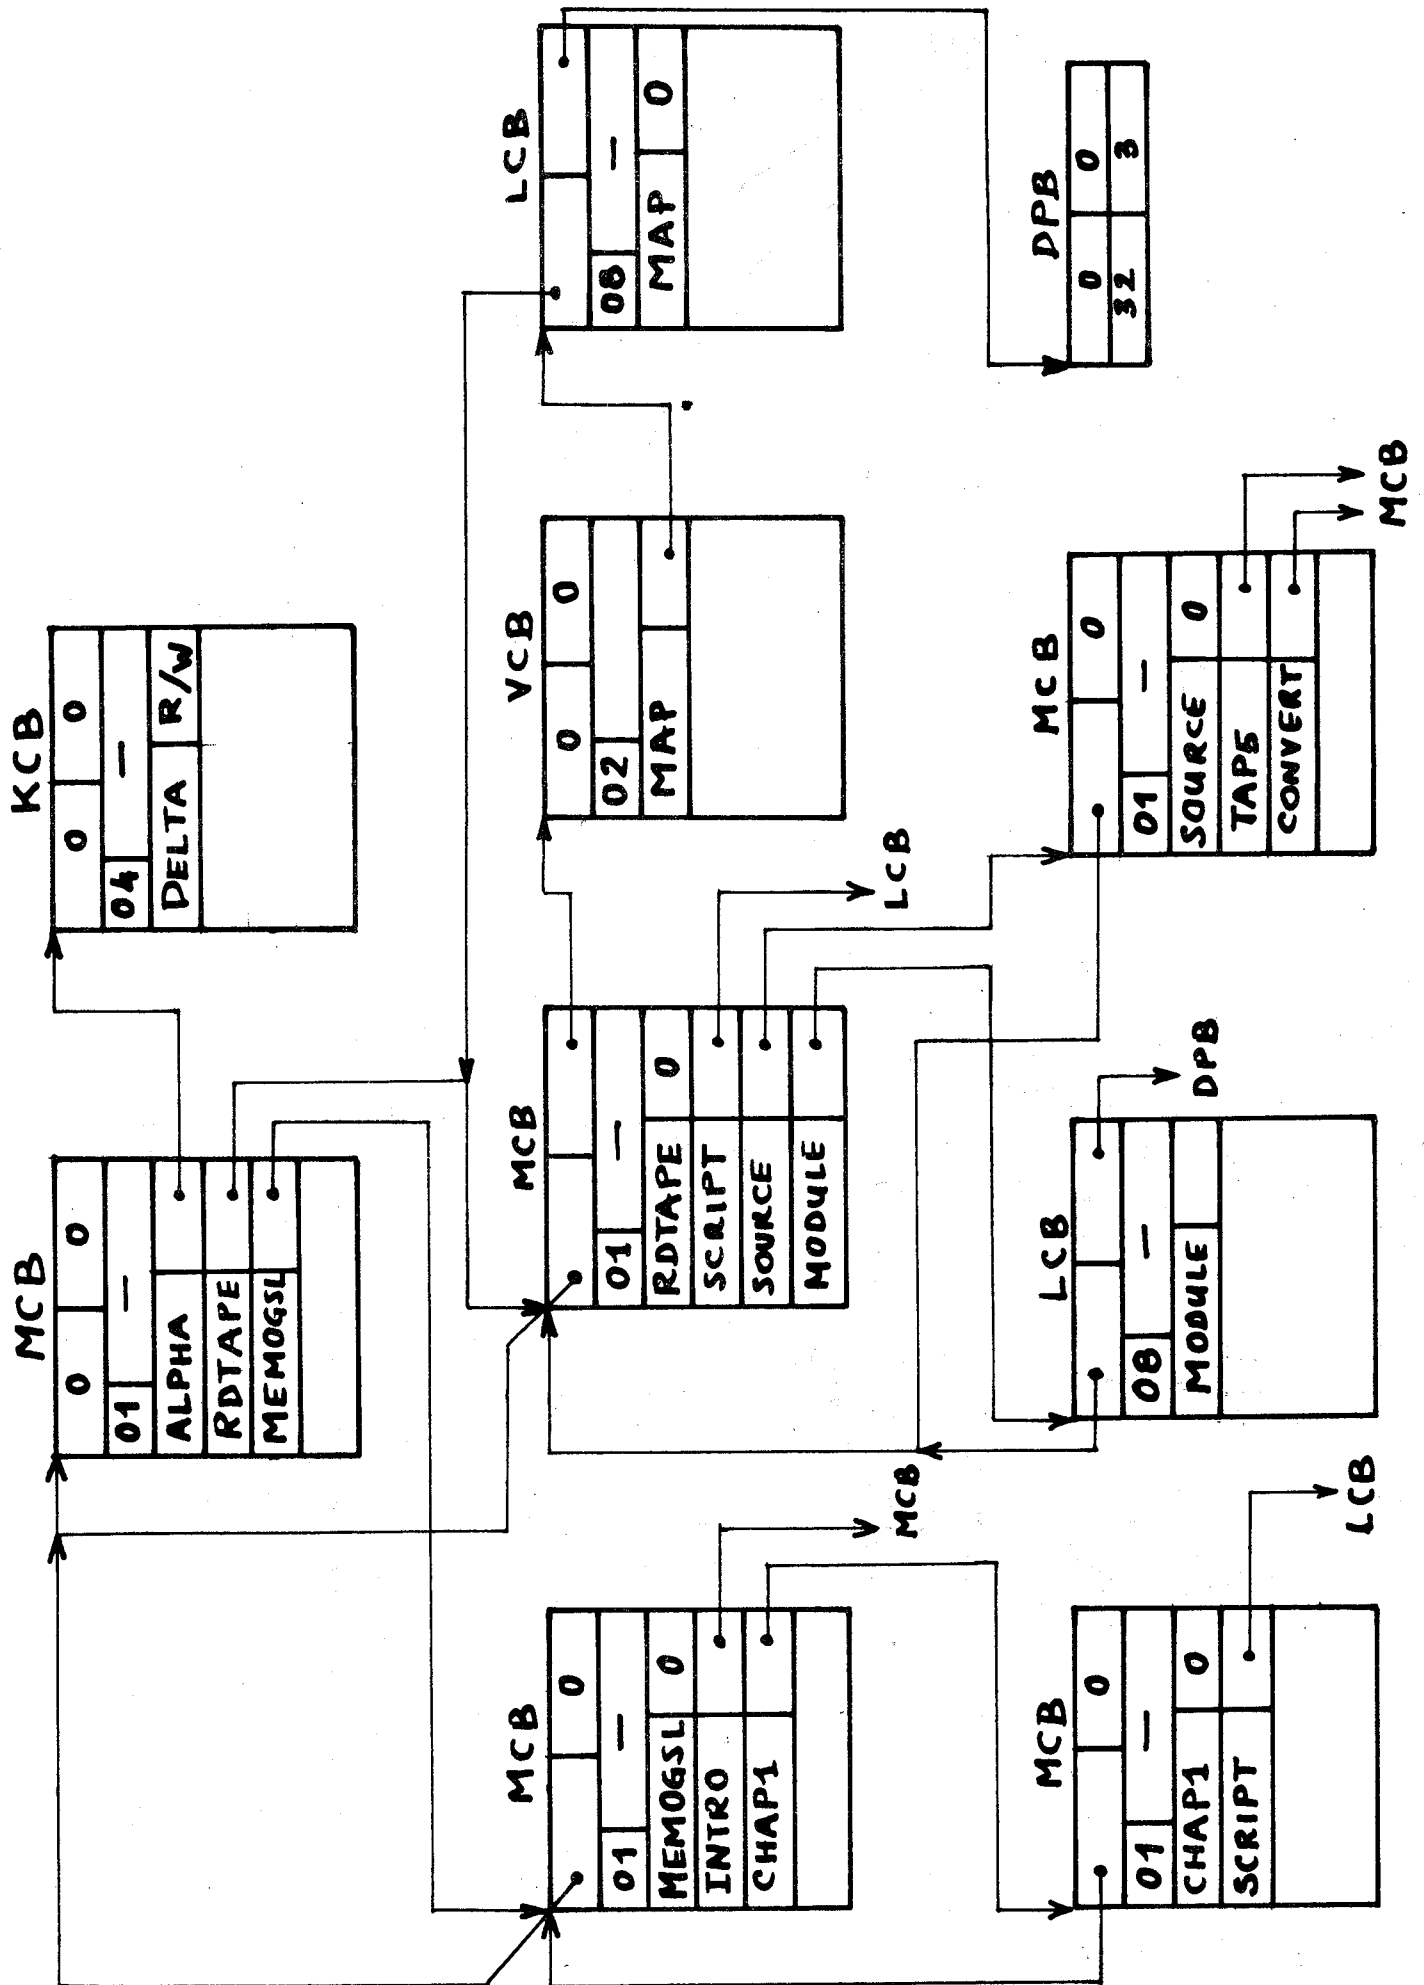 MCB
0 0
01 —
ALPHA
RDTAPE
MEMOGSL
KCB
0 0
04 —
DELTA R/W
MCB
0
01 —
MEMOGSL 0
INTRO
CHAP1
MCB
MCB
01 —
RDTAPE 0
SCRIPT
SOURCE
MODULE
LCB
VCB
0 0
02
MAP
LCB
08 —
MAP 0
MCB
0
01 —
CHAP1 0
SCRIPT
LCB
LCB
08 —
MODULE
DPB
MCB
0
01 —
SOURCE 0
TAP5
CONVERT
MCB
DPB
0 0
32 3